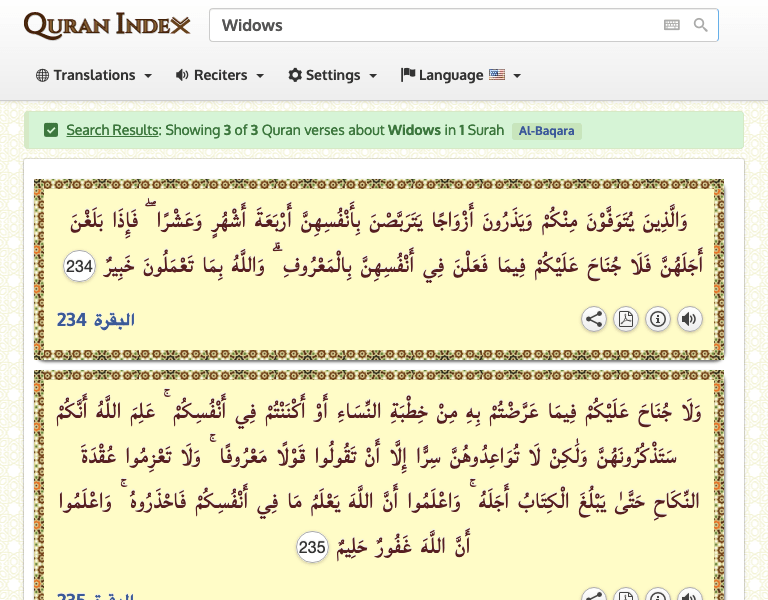 QURAN INDEX
Widows
Translations Reciters Settings Language
Search Results: Showing 3 of 3 Quran verses about Widows in 1 Surah Al-Baqara
وَالَّذِينَ يُتَوَفَّوْنَ مِنْكُمْ وَيَذَرُونَ أَزْوَاجًا يَتَرَبَّصْنَ بِأَنْفُسِهِنَّ أَرْبَعَةَ أَشْهُرٍ وَعَشْرًا ۖ فَإِذَا بَلَغْنَ
أَجَلَهُنَّ فَلَا جُنَاحَ عَلَيْكُمْ فِيمَا فَعَلْنَ فِي أَنْفُسِهِنَّ بِالْمَعْرُوفِ ۗ وَاللَّهُ بِمَا تَعْمَلُونَ خَبِيرٌ 234
البقرة 234
وَلَا جُنَاحَ عَلَيْكُمْ فِيمَا عَرَّضْتُمْ بِهِ مِنْ خِطْبَةِ النِّسَاءِ أَوْ أَكْنَنْتُمْ فِي أَنْفُسِكُمْ ۚ عَلِمَ اللَّهُ أَنَّكُمْ
سَتَذْكُرُونَهُنَّ وَلَٰكِنْ لَا تُوَاعِدُوهُنَّ سِرًّا إِلَّا أَنْ تَقُولُوا قَوْلًا مَعْرُوفًا ۚ وَلَا تَعْزِمُوا عُقْدَةَ
النِّكَاحِ حَتَّىٰ يَبْلُغَ الْكِتَابُ أَجَلَهُ ۚ وَاعْلَمُوا أَنَّ اللَّهَ يَعْلَمُ مَا فِي أَنْفُسِكُمْ فَاحْذَرُوهُ ۚ وَاعْلَمُوا
أَنَّ اللَّهَ غَفُورٌ حَلِيمٌ 235
البقرة 235